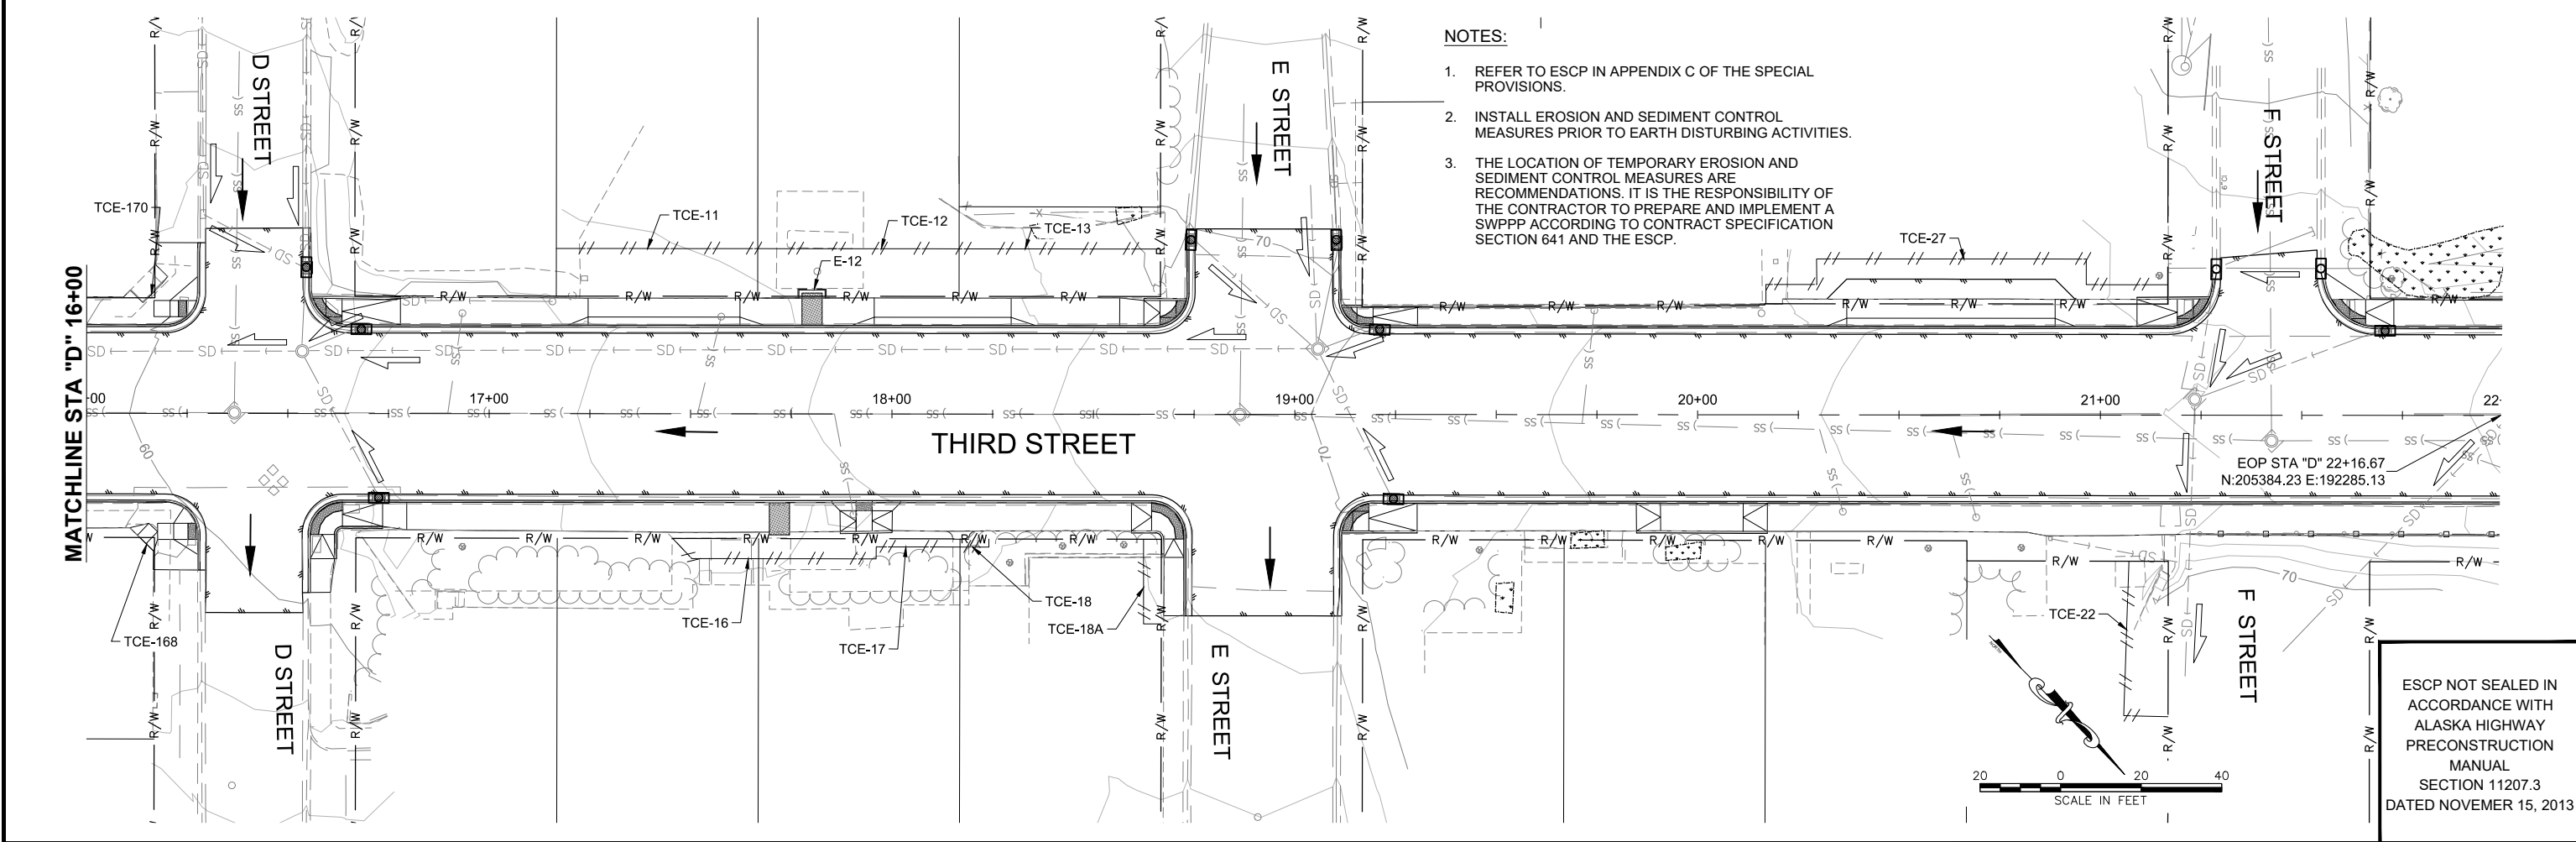 NOTES:
1. REFER TO ESCP IN APPENDIX C OF THE SPECIAL
PROVISIONS.
2. INSTALL EROSION AND SEDIMENT CONTROL
MEASURES PRIOR TO EARTH DISTURBING ACTIVITIES.
3. THE LOCATION OF TEMPORARY EROSION AND
SEDIMENT CONTROL MEASURES ARE
RECOMMENDATIONS. IT IS THE RESPONSIBILITY OF
THE CONTRACTOR TO PREPARE AND IMPLEMENT A
SWPPP ACCORDING TO CONTRACT SPECIFICATION
SECTION 641 AND THE ESCP.
D STREET
E STREET
F STREET
TCE-170
TCE-11
TCE-12
TCE-13
E-12
TCE-27
70
MATCHLINE STA "D" 16+00
17+00
18+00
19+00
20+00
21+00
THIRD STREET
60
70
EOP STA "D" 22+16.67
N:205384.23 E:192285.13
TCE-168
TCE-16
TCE-17
TCE-18
TCE-18A
TCE-22
70
D STREET
E STREET
F STREET
R/W
SD
SS
20 0 20 40
SCALE IN FEET
ESCP NOT SEALED IN
ACCORDANCE WITH
ALASKA HIGHWAY
PRECONSTRUCTION
MANUAL
SECTION 11207.3
DATED NOVEMER 15, 2013